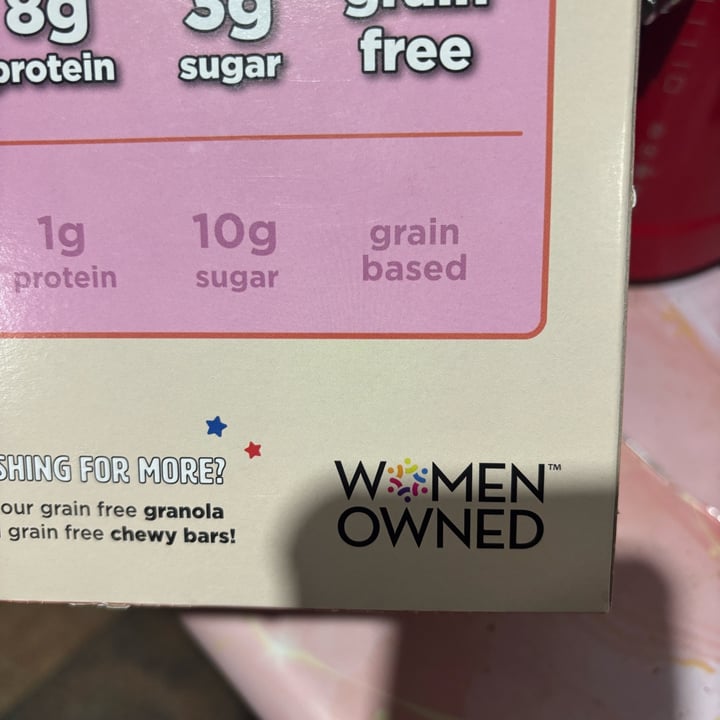 8g 3g grain
protein sugar free
1g 10g grain
protein sugar based
SHING FOR MORE?
our grain free granola
grain free chewy bars!
WOMEN™
OWNED